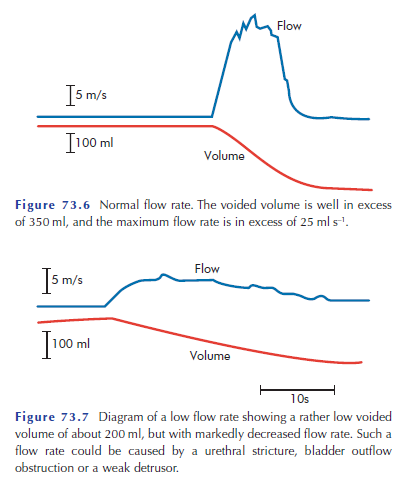 Flow
5 m/s
100 ml
Volume
Figure 73.6 Normal flow rate. The voided volume is well in excess
of 350 ml, and the maximum flow rate is in excess of 25 ml s⁻¹.
Flow
5 m/s
100 ml
Volume
10s
Figure 73.7 Diagram of a low flow rate showing a rather low voided
volume of about 200 ml, but with markedly decreased flow rate. Such a
flow rate could be caused by a urethral stricture, bladder outflow
obstruction or a weak detrusor.